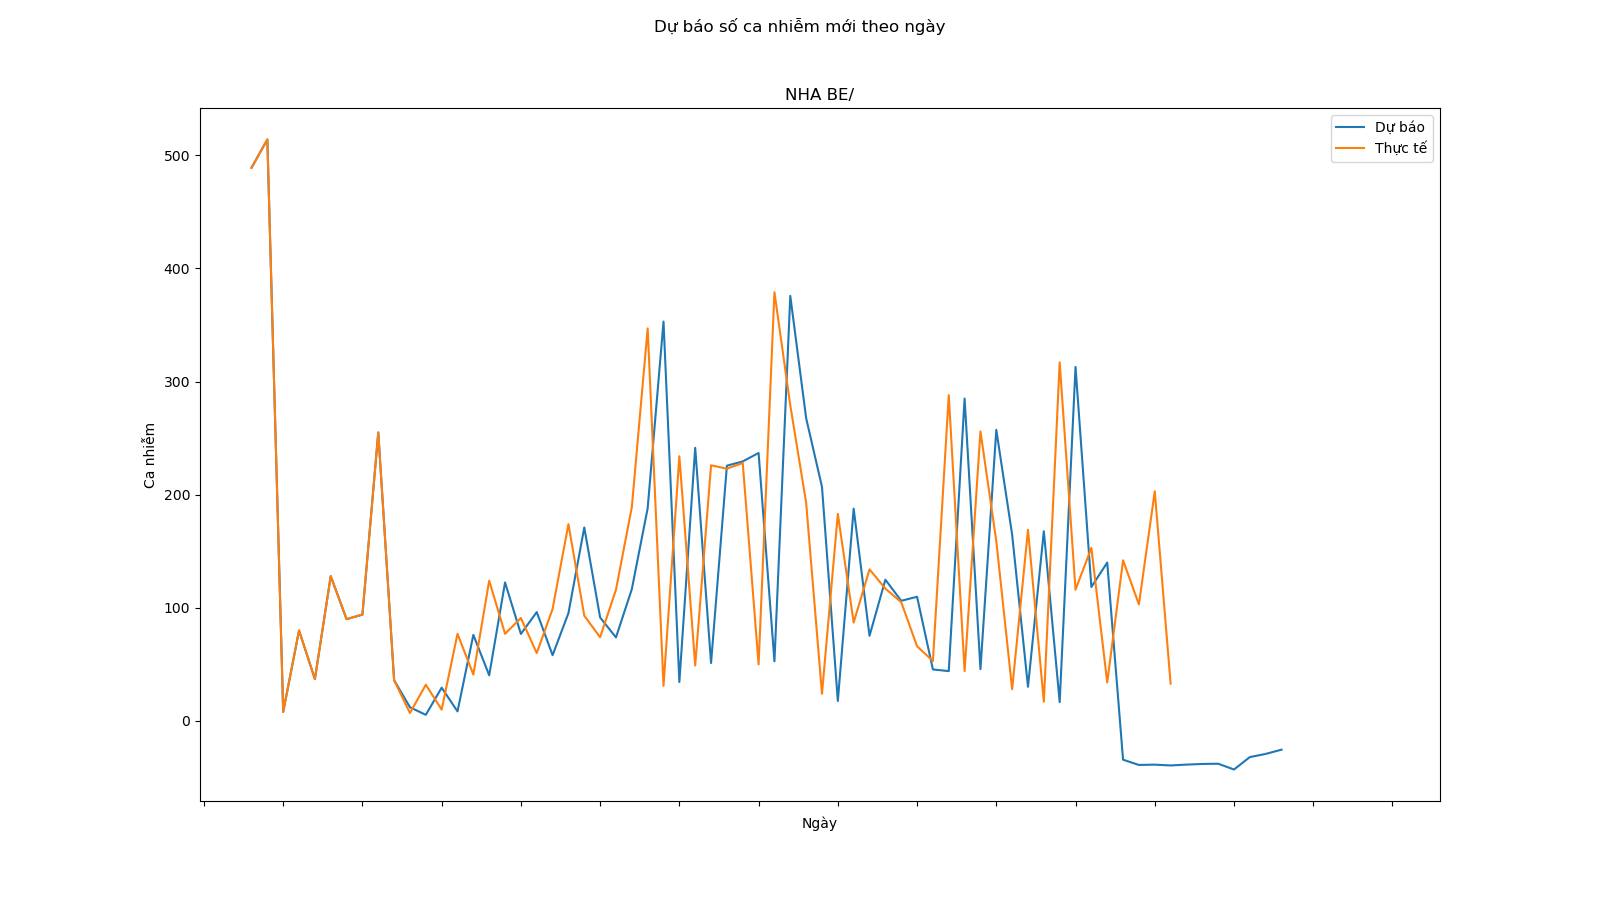 Dự báo số ca nhiễm mới theo ngày
NHA BE/
Dự báo
Thực tế
500
400
300
200
100
0
Ca nhiễm
Ngày